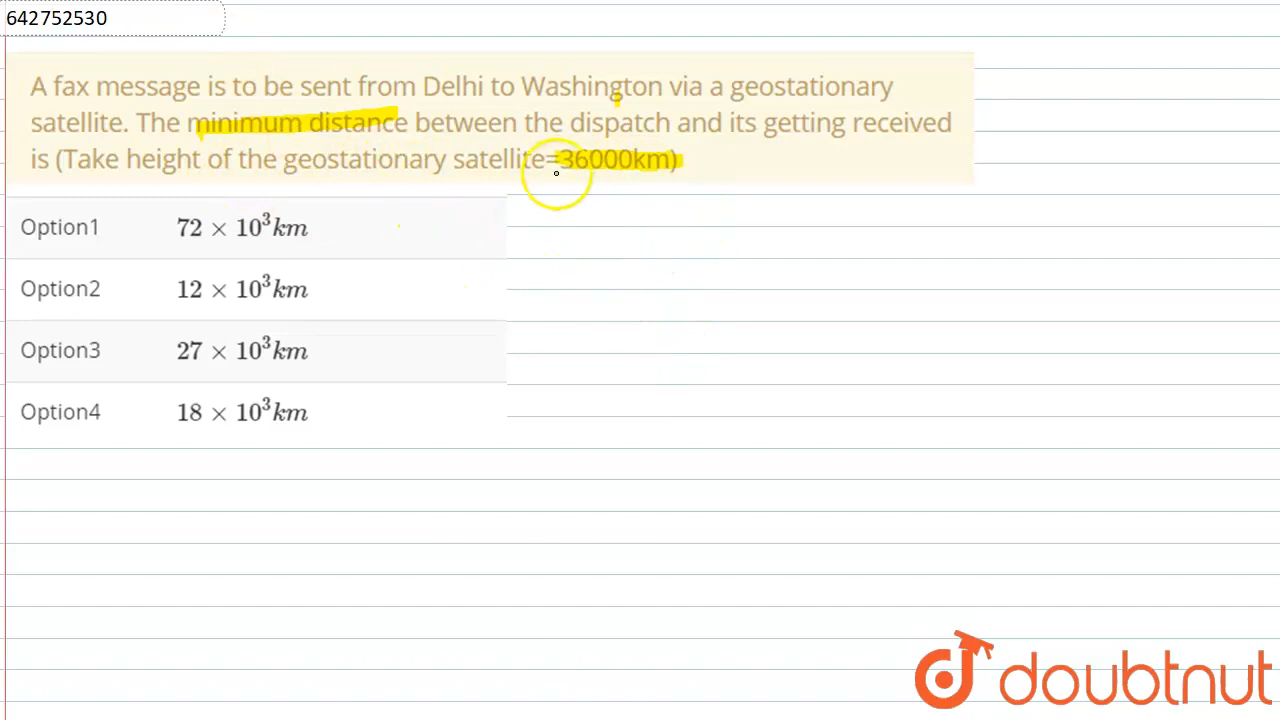 642752530
A fax message is to be sent from Delhi to Washington via a geostationary
satellite. The minimum distance between the dispatch and its getting received
is (Take height of the geostationary satellite=36000km)
Option1 72 × 10³km
Option2 12 × 10³km
Option3 27 × 10³km
Option4 18 × 10³km
doubtnut